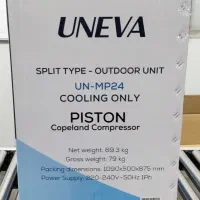 UNEVA
SPLIT TYPE - OUTDOOR UNIT
UN-MP24
COOLING ONLY
PISTON
Copeland Compressor
Net weight: 69.3 kg
Gross weight: 79 kg
Packing dimensions: 1090x500x875 mm
Power Supply: 220-240V~50Hz 1Ph